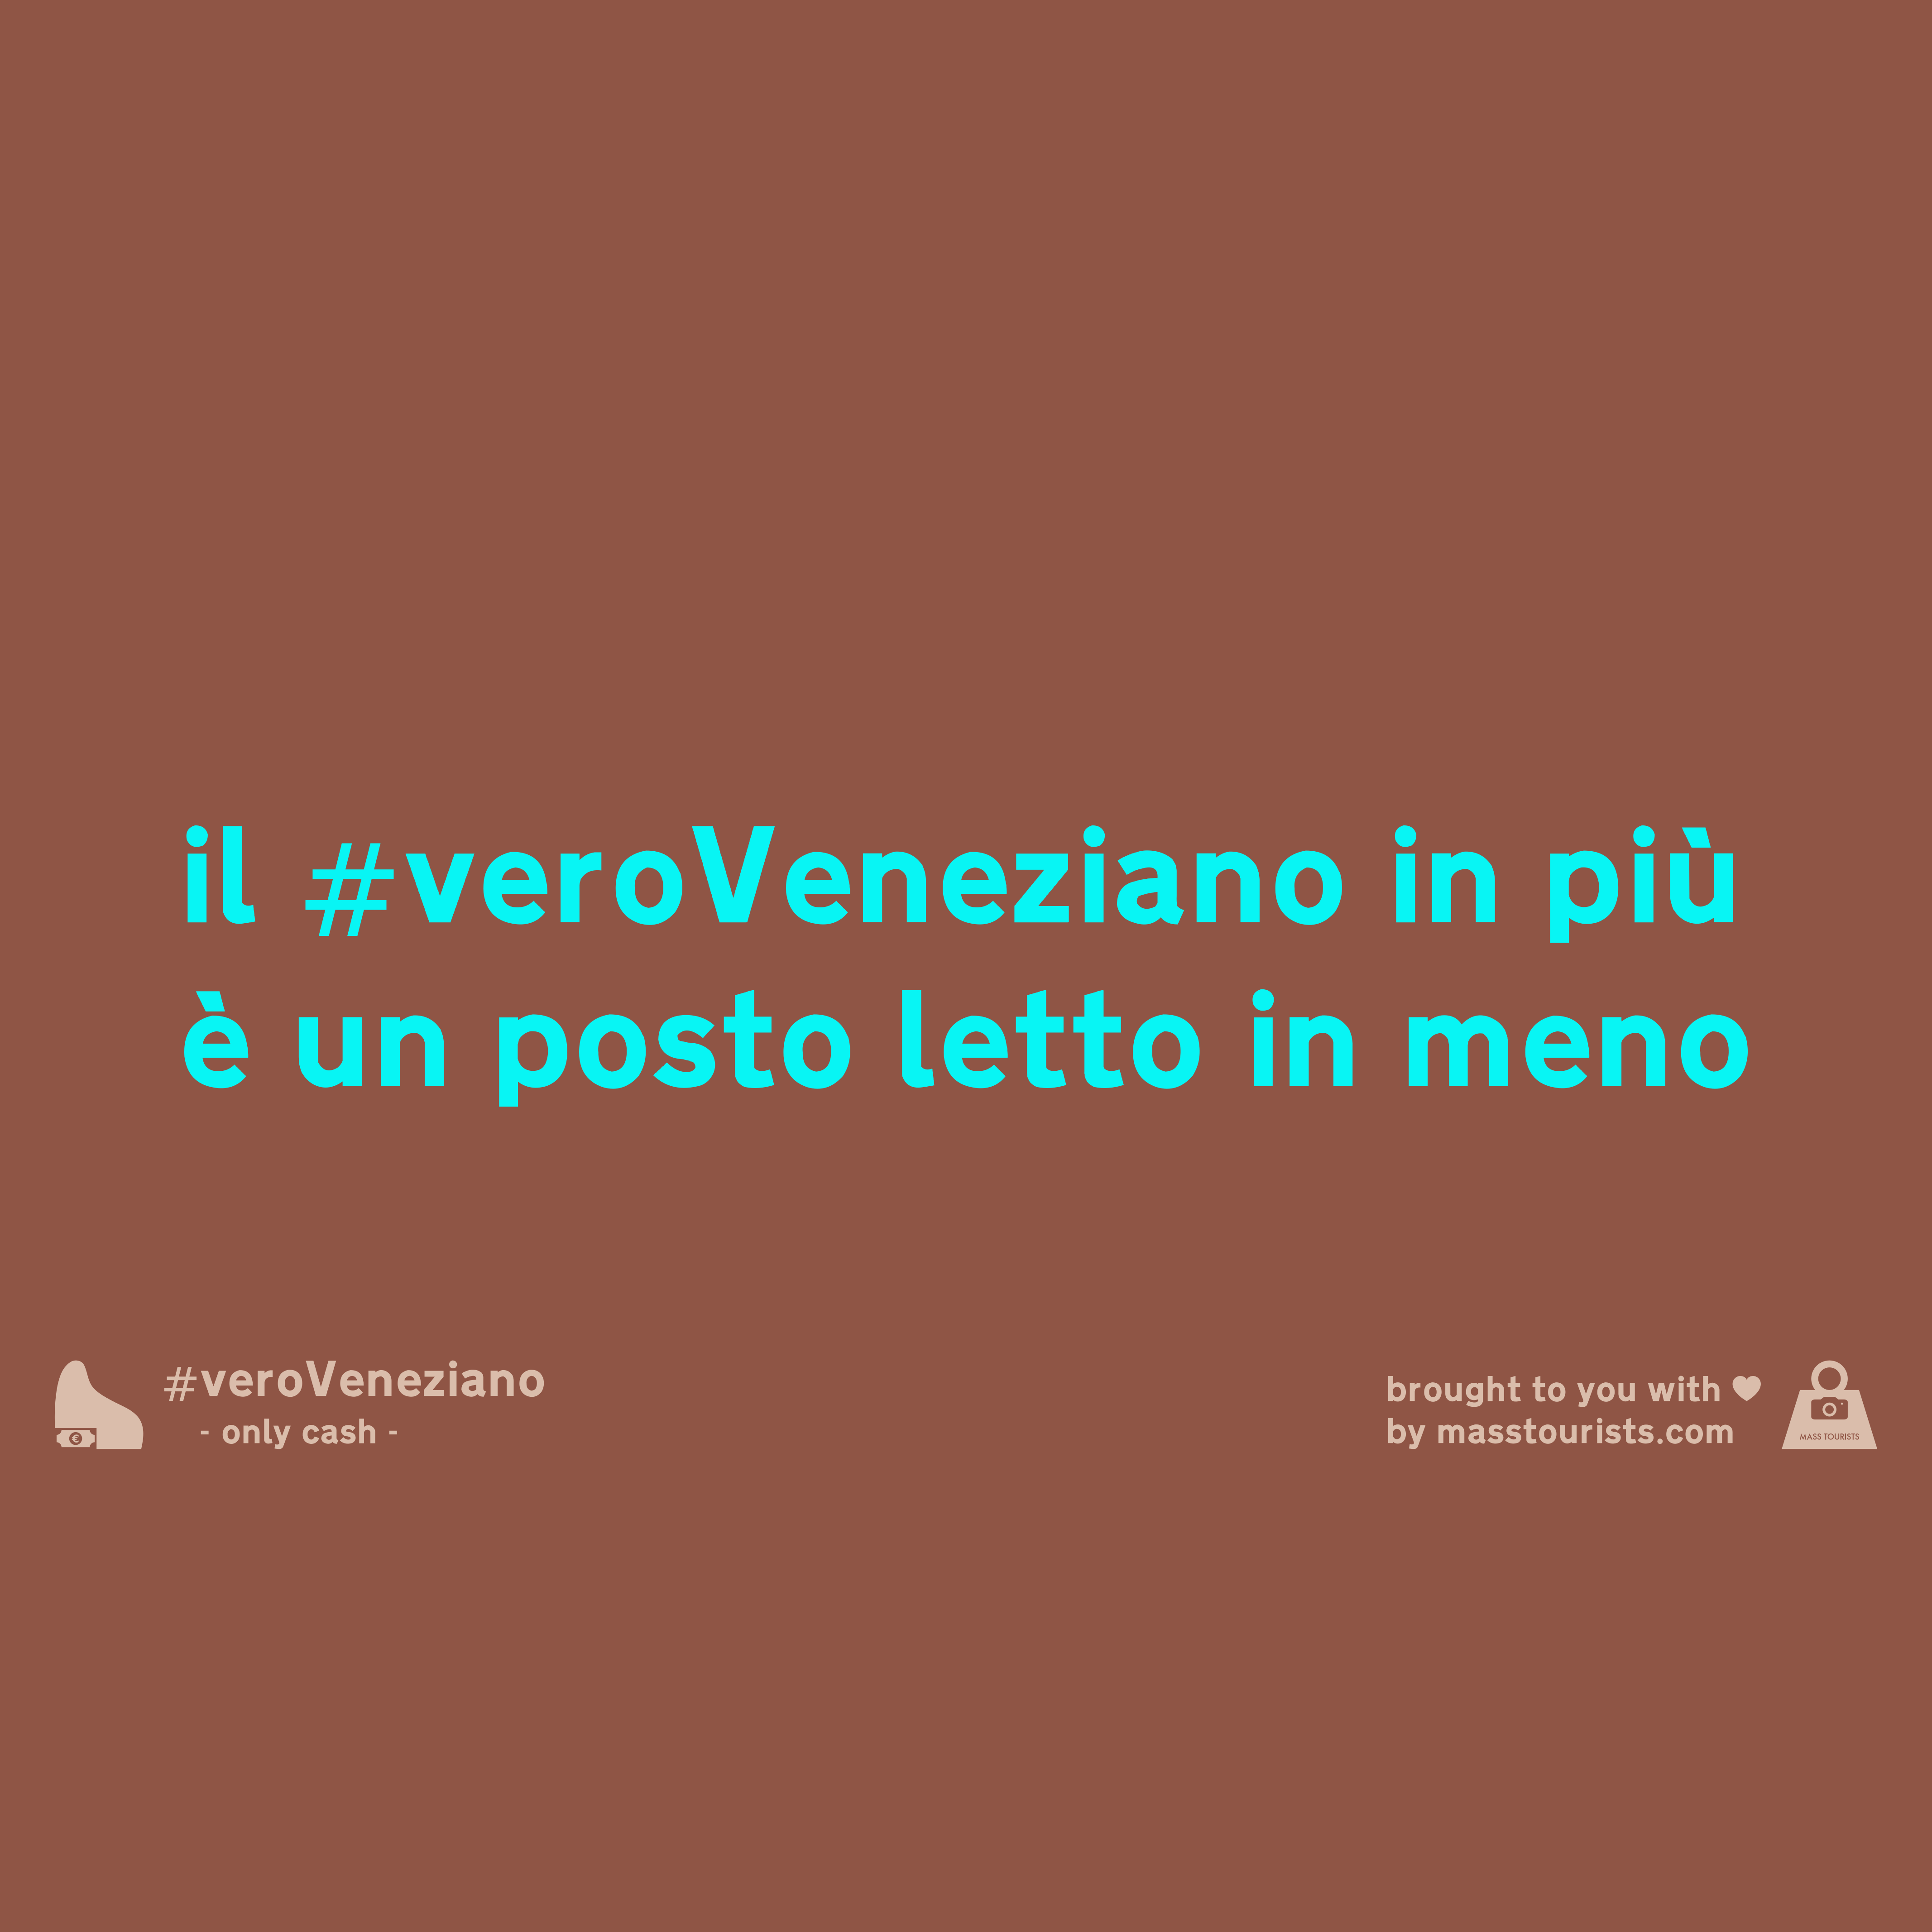 il #veroVeneziano in più
è un posto letto in meno
#veroVeneziano
- only cash -
€
brought to you with
by masstourists.com
MASS TOURISTS